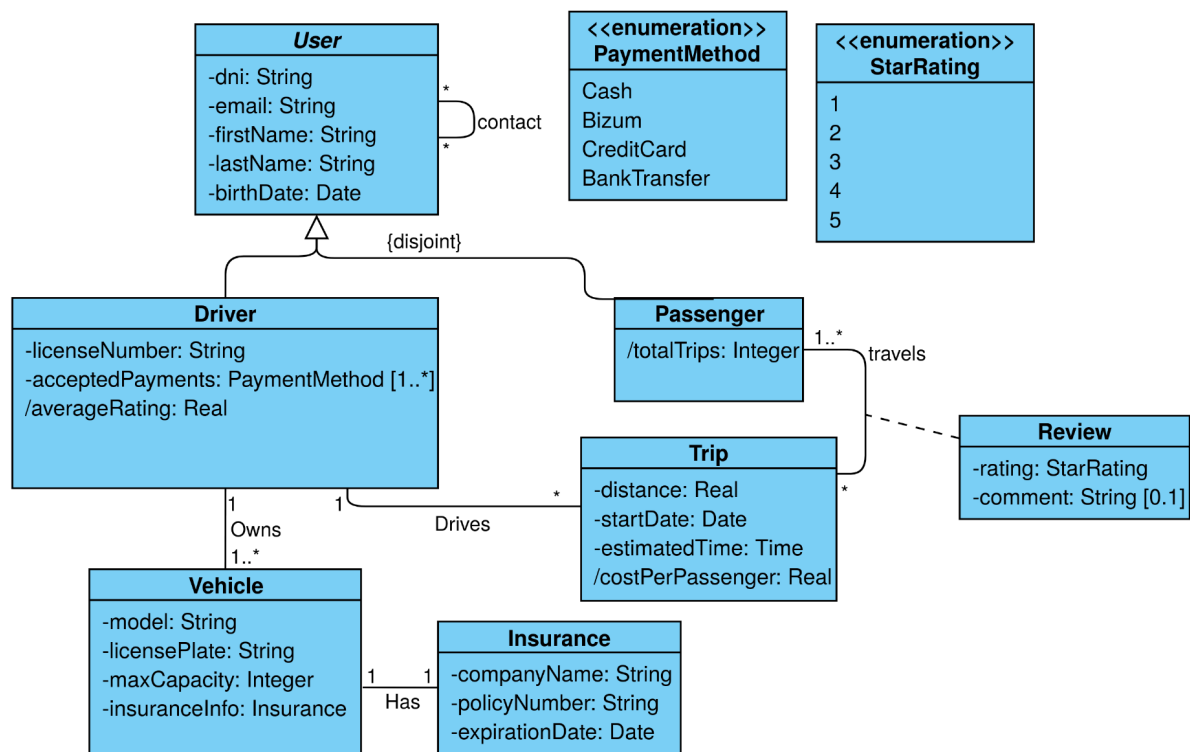 User
-dni: String
-email: String
-firstName: String
-lastName: String
-birthDate: Date
*
contact
*
<<enumeration>>
PaymentMethod
Cash
Bizum
CreditCard
BankTransfer
<<enumeration>>
StarRating
1
2
3
4
5
{disjoint}
Driver
-licenseNumber: String
-acceptedPayments: PaymentMethod [1..*]
/averageRating: Real
Passenger
/totalTrips: Integer
1..*
travels
Review
-rating: StarRating
-comment: String [0.1]
Trip
-distance: Real
-startDate: Date
-estimatedTime: Time
/costPerPassenger: Real
*
1
Drives
*
1
Owns
1..*
Vehicle
-model: String
-licensePlate: String
-maxCapacity: Integer
-insuranceInfo: Insurance
1
Has
1
Insurance
-companyName: String
-policyNumber: String
-expirationDate: Date